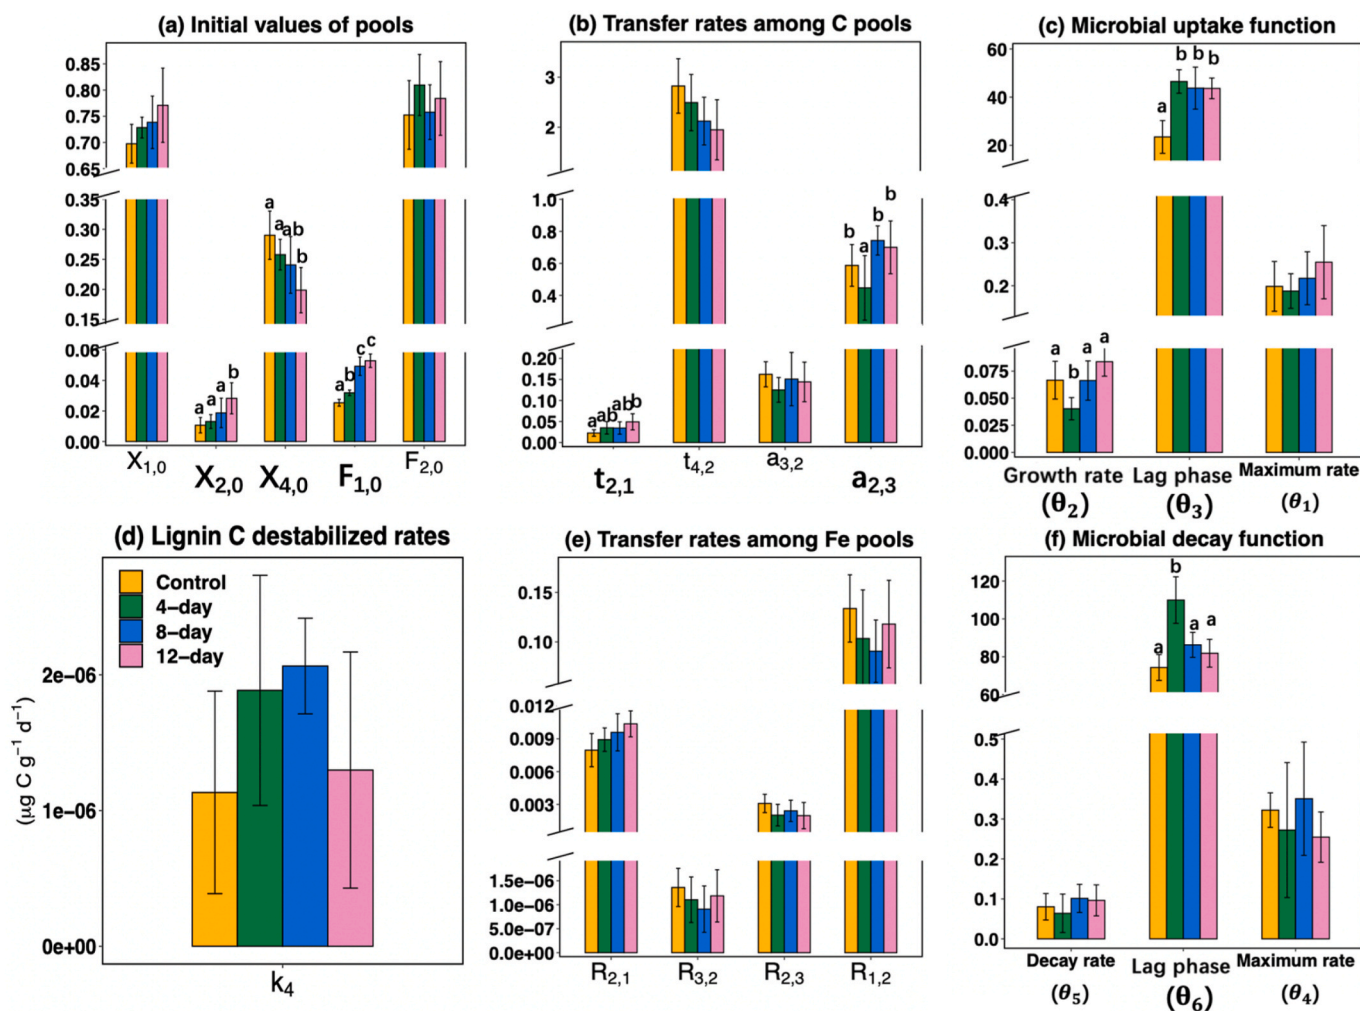 (a) Initial values of pools
0.85
0.80
0.75
0.70
0.65
0.35
0.30
0.25
0.20
0.15
0.06
0.04
0.02
0.00
a a a b
a a ab b
a b c c
X1,0 X2,0 X4,0 F1,0 F2,0
(b) Transfer rates among C pools
3
2
1.0
0.8
0.6
0.4
0.20
0.15
0.10
0.05
0.00
a ab ab b
b a b b
t2,1 t4,2 a3,2 a2,3
(c) Microbial uptake function
60
40
20
0.4
0.3
0.2
0.075
0.050
0.025
0.000
a b a a
a b b b
Growth rate Lag phase Maximum rate
(θ2) (θ3) (θ1)
(d) Lignin C destabilized rates
Control
4-day
8-day
12-day
(μg C g−1 d−1)
2e-06
1e-06
0e+00
k4
(e) Transfer rates among Fe pools
0.15
0.10
0.012
0.009
0.006
0.003
1.5e-06
1.0e-06
5.0e-07
0.0e+00
R2,1 R3,2 R2,3 R1,2
(f) Microbial decay function
120
100
80
60
0.5
0.4
0.3
0.2
0.1
0.0
a b a a
Decay rate Lag phase Maximum rate
(θ5) (θ6) (θ4)